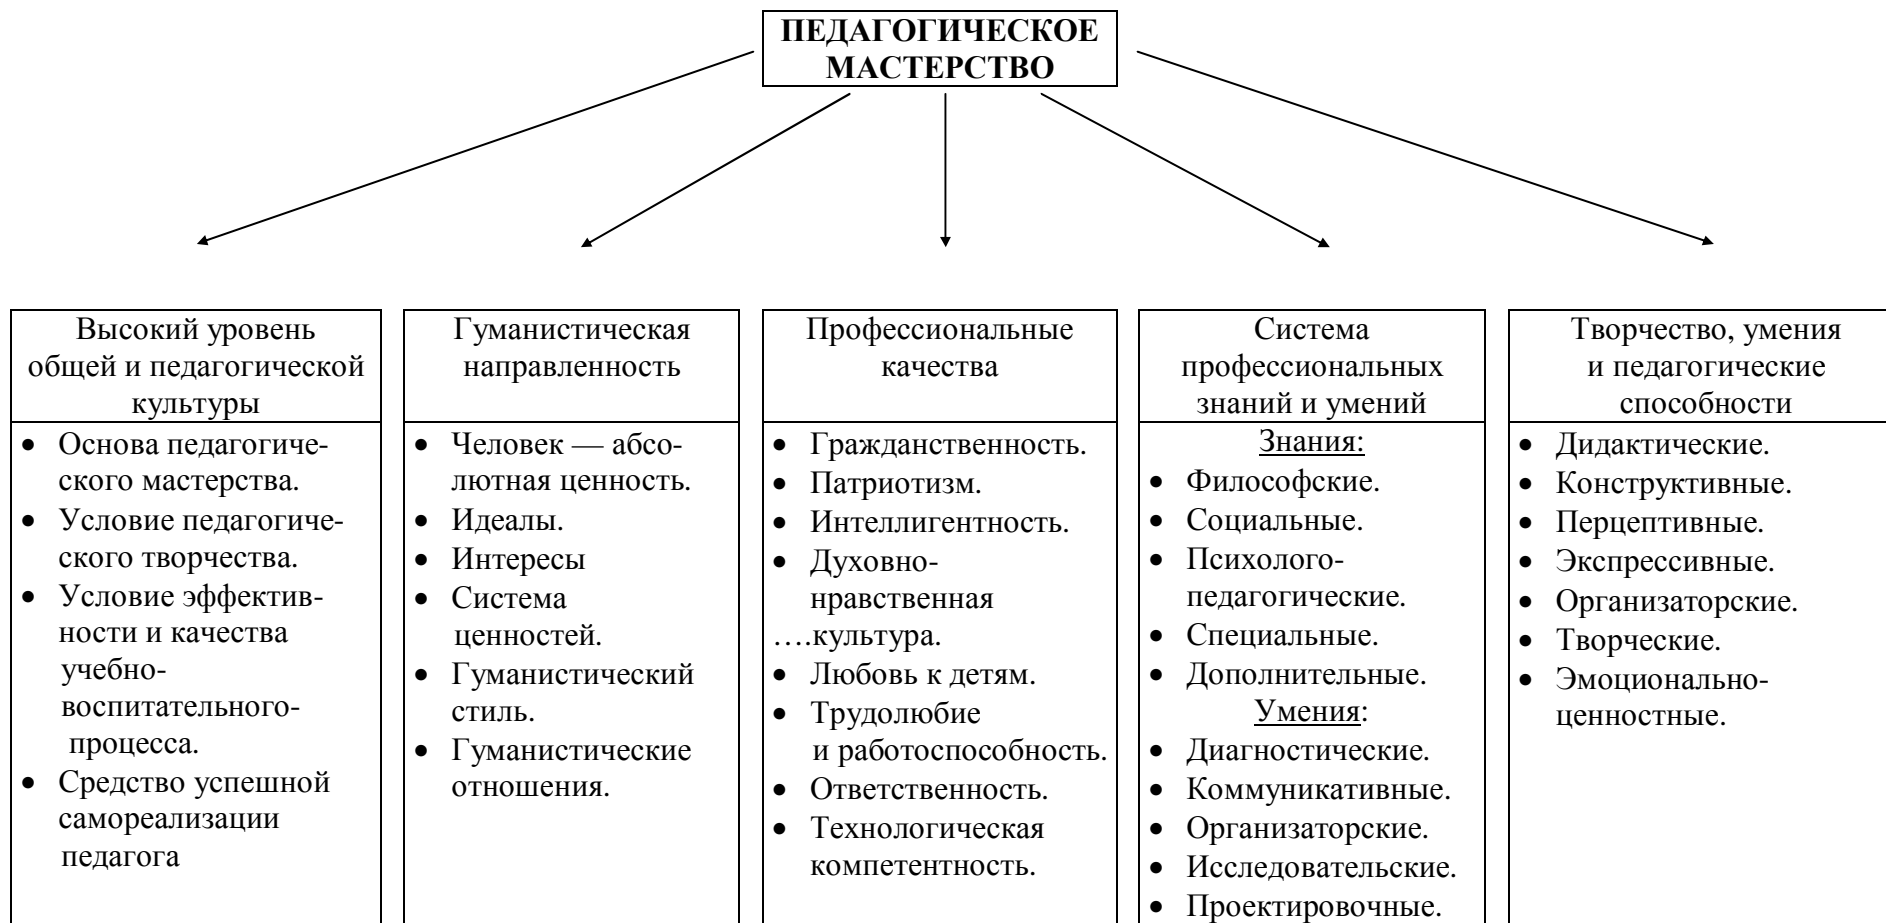 ПЕДАГОГИЧЕСКОЕ
МАСТЕРСТВО
Высокий уровень
общей и педагогической
культуры
• Основа педагогиче-
ского мастерства.
• Условие педагогиче-
ского творчества.
• Условие эффектив-
ности и качества
учебно-
воспитательного-
процесса.
• Средство успешной
самореализации
педагога
Гуманистическая
направленность
• Человек — абсо-
лютная ценность.
• Идеалы.
• Интересы
• Система
ценностей.
• Гуманистический
стиль.
• Гуманистические
отношения.
Профессиональные
качества
• Гражданственность.
• Патриотизм.
• Интеллигентность.
• Духовно-
нравственная
….культура.
• Любовь к детям.
• Трудолюбие
и работоспособность.
• Ответственность.
• Технологическая
компетентность.
Система
профессиональных
знаний и умений
Знания:
• Философские.
• Социальные.
• Психолого-
педагогические.
• Специальные.
• Дополнительные.
Умения:
• Диагностические.
• Коммуникативные.
• Организаторские.
• Исследовательские.
• Проектировочные.
Творчество, умения
и педагогические
способности
• Дидактические.
• Конструктивные.
• Перцептивные.
• Экспрессивные.
• Организаторские.
• Творческие.
• Эмоционально-
ценностные.